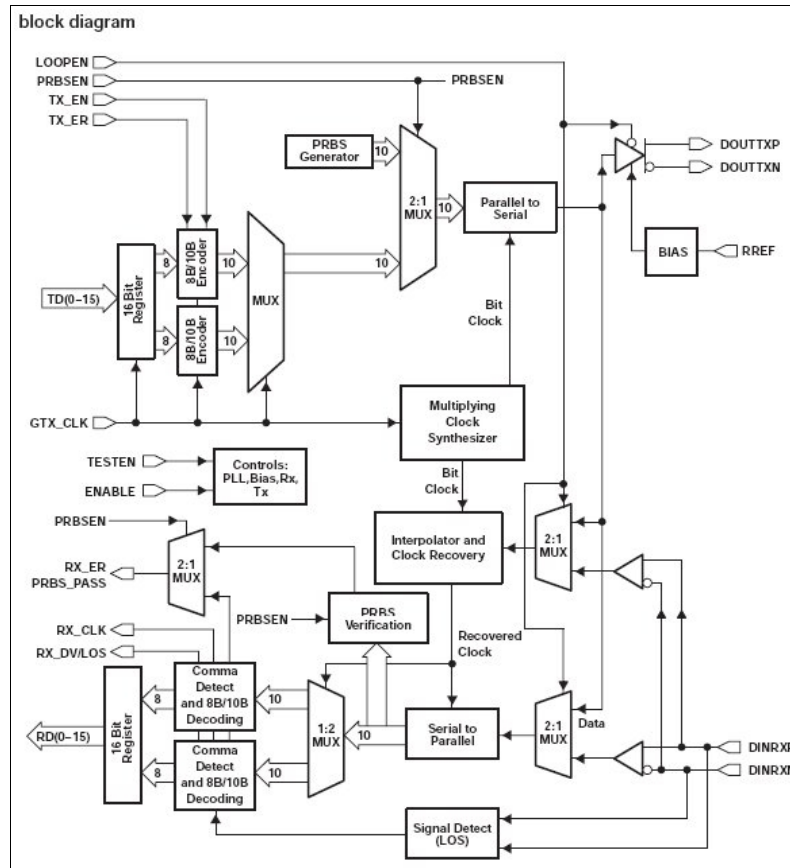 block diagram
LOOPEN
PRBSEN
PRBSEN
TX_EN
TX_ER
PRBS
Generator
10
2:1
MUX
10
Parallel to
Serial
DOUTTXP
DOUTTXN
BIAS
RREF
TD(0–15)
16 Bit
Register
8
8B/10B
Encoder
10
MUX
10
8
8B/10B
Encoder
10
Bit
Clock
GTX_CLK
Multiplying
Clock
Synthesizer
TESTEN
ENABLE
Controls:
PLL,Bias,Rx,
Tx
Bit
Clock
PRBSEN
2:1
MUX
RX_ER
PRBS_PASS
Interpolator and
Clock Recovery
2:1
MUX
PRBSEN
PRBS
Verification
Recovered
Clock
RX_CLK
RX_DV/LOS
RD(0–15)
16 Bit
Register
8
Comma
Detect
and 8B/10B
Decoding
10
8
Comma
Detect
and 8B/10B
Decoding
10
1:2
MUX
10
Serial to
Parallel
2:1
MUX
Data
DINRXP
DINRXN
Signal Detect
(LOS)